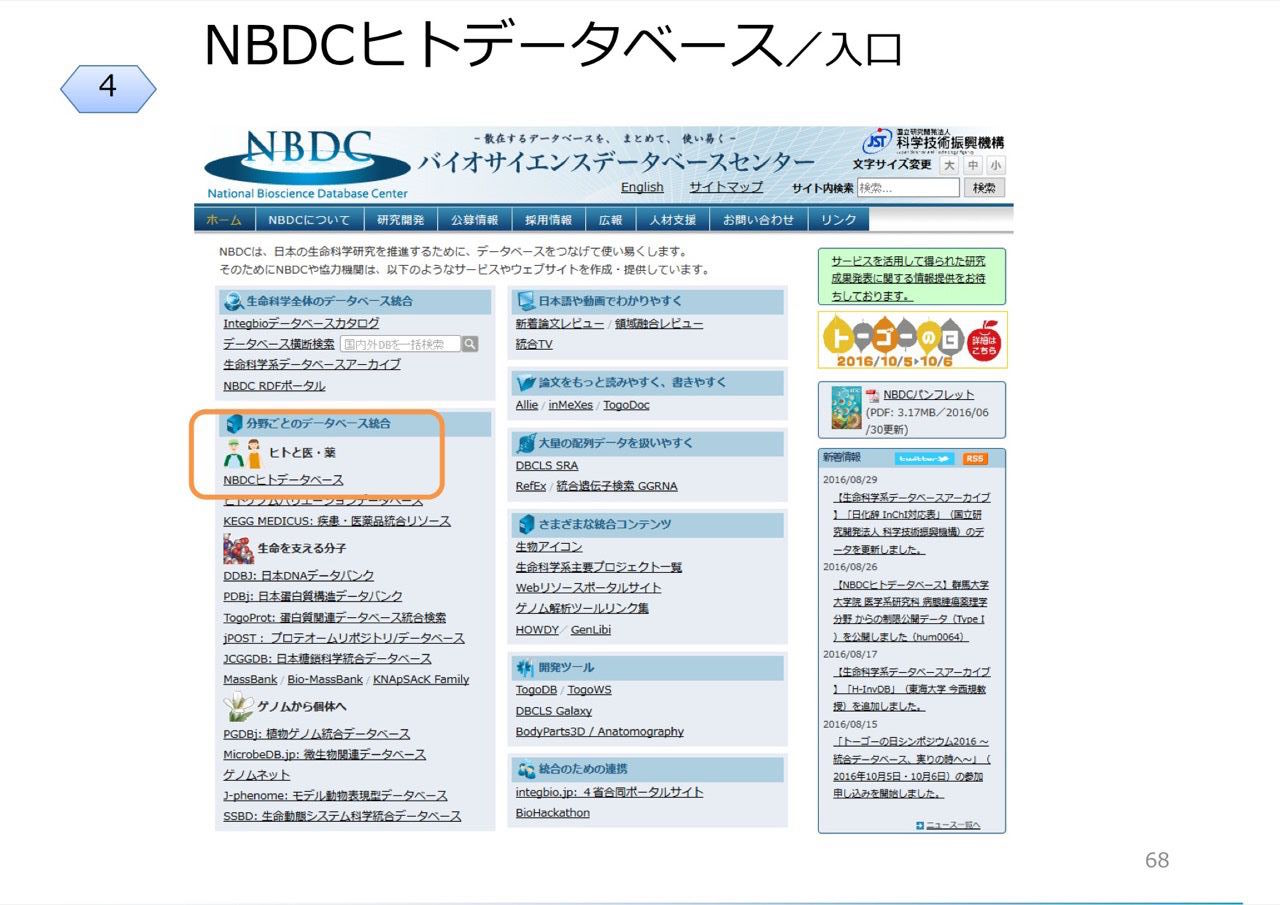 NBDCヒトデータベース／入口
4
NBDC
National Bioscience Database Center
－散在するデータベースを、まとめて、使い易く－
バイオサイエンスデータベースセンター
English サイトマップ
JST 国立研究開発法人
科学技術振興機構
文字サイズ変更 大 中 小
サイト内検索 検索... 検索
ホーム NBDCについて 研究開発 公募情報 採用情報 広報 人材支援 お問い合わせ リンク
NBDCは、日本の生命科学研究を推進するために、データベースをつなげて使い易くします。
そのためにNBDCや協力機関は、以下のようなサービスやウェブサイトを作成・提供しています。
生命科学全体のデータベース統合
Integbioデータベースカタログ
データベース横断検索 国内外DBを一括検索
生命科学系データベースアーカイブ
NBDC RDFポータル
分野ごとのデータベース統合
ヒトと医・薬
NBDCヒトデータベース
ヒトゲノムバリエーションデータベース
KEGG MEDICUS: 疾患・医薬品統合リソース
生命を支える分子
DDBJ: 日本DNAデータバンク
PDBj: 日本蛋白質構造データバンク
TogoProt: 蛋白質関連データベース統合検索
jPOST： プロテオームリポジトリ/データベース
JCGGDB: 日本糖鎖科学統合データベース
MassBank / Bio-MassBank / KNApSAcK Family
ゲノムから個体へ
PGDBj: 植物ゲノム統合データベース
MicrobeDB.jp: 微生物関連データベース
ゲノムネット
J-phenome: モデル動物表現型データベース
SSBD: 生命動態システム科学統合データベース
日本語や動画でわかりやすく
新着論文レビュー / 領域融合レビュー
統合TV
論文をもっと読みやすく、書きやすく
Allie / inMeXes / TogoDoc
大量の配列データを扱いやすく
DBCLS SRA
RefEx / 統合遺伝子検索 GGRNA
さまざまな統合コンテンツ
生物アイコン
生命科学系主要プロジェクト一覧
Webリソースポータルサイト
ゲノム解析ツールリンク集
HOWDY／ GenLibi
開発ツール
TogoDB / TogoWS
DBCLS Galaxy
BodyParts3D / Anatomography
統合のための連携
integbio.jp: ４省合同ポータルサイト
BioHackathon
サービスを活用して得られた研究
成果発表に関する情報提供をお待
ちしております。
トーゴーの日
詳細は
こちら
2016/10/5▸10/6
NBDCパンフレット
(PDF: 3.17MB／2016/06
/30更新)
新着情報 twitter RSS
2016/08/29
【生命科学系データベースアーカイブ
】「日化辞 InChI対応表」（国立研
究開発法人 科学技術振興機構）のデ
ータを更新しました。
2016/08/26
【NBDCヒトデータベース】群馬大学
大学院 医学系研究科 病態腫瘍薬理学
分野 からの制限公開データ（Type I
）を公開しました（hum0064）
2016/08/17
【生命科学系データベースアーカイブ
】「H-InvDB」（東海大学 今西規教
授）を追加しました。
2016/08/15
「トーゴーの日シンポジウム2016 ～
統合データベース、実りの時へ～」（
2016年10月5日・10月6日）の参加
申し込みを開始しました。
ニュース一覧へ
68